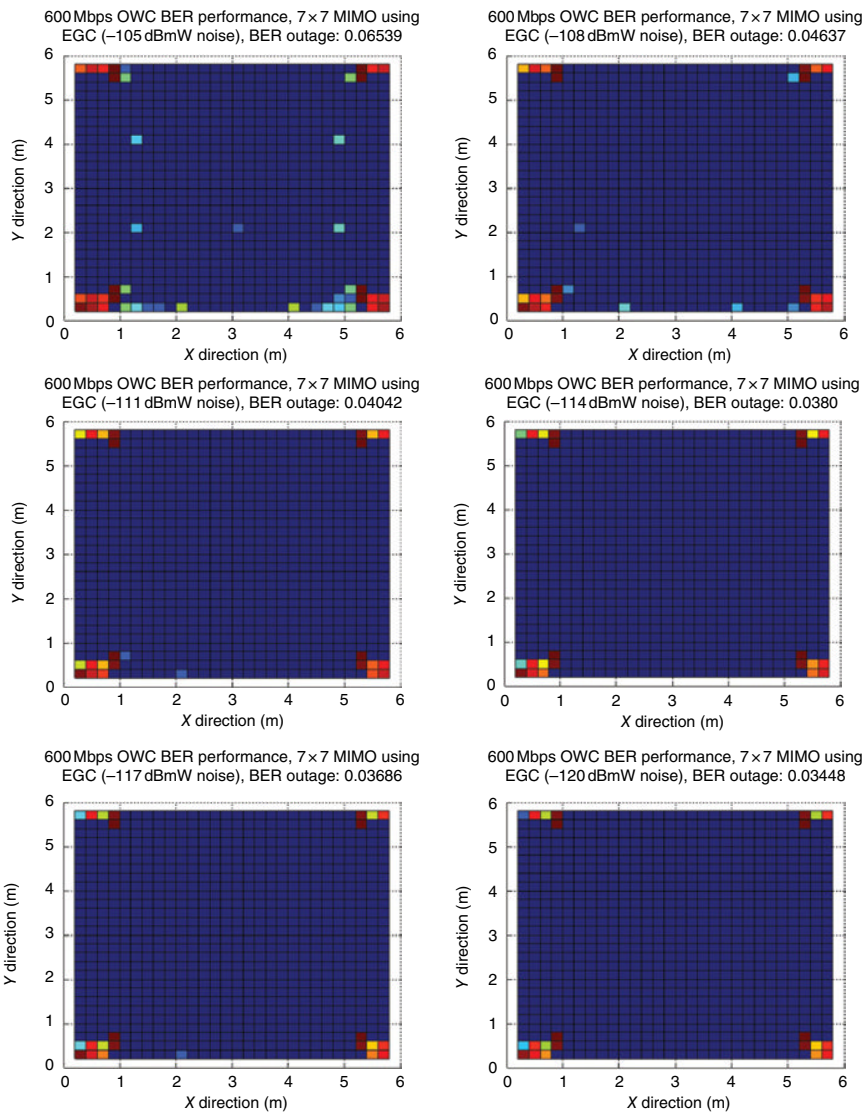 600 Mbps OWC BER performance, 7×7 MIMO using
EGC (–105 dBmW noise), BER outage: 0.06539
6
5
4
3
2
1
0
Y direction (m)
0 1 2 3 4 5 6
X direction (m)
600 Mbps OWC BER performance, 7×7 MIMO using
EGC (–108 dBmW noise), BER outage: 0.04637
6
5
4
3
2
1
0
Y direction (m)
0 1 2 3 4 5 6
X direction (m)
600 Mbps OWC BER performance, 7×7 MIMO using
EGC (–111 dBmW noise), BER outage: 0.04042
6
5
4
3
2
1
0
Y direction (m)
0 1 2 3 4 5 6
X direction (m)
600 Mbps OWC BER performance, 7×7 MIMO using
EGC (–114 dBmW noise), BER outage: 0.0380
6
5
4
3
2
1
0
Y direction (m)
0 1 2 3 4 5 6
X direction (m)
600 Mbps OWC BER performance, 7×7 MIMO using
EGC (–117 dBmW noise), BER outage: 0.03686
6
5
4
3
2
1
0
Y direction (m)
0 1 2 3 4 5 6
X direction (m)
600 Mbps OWC BER performance, 7×7 MIMO using
EGC (–120 dBmW noise), BER outage: 0.03448
6
5
4
3
2
1
0
Y direction (m)
0 1 2 3 4 5 6
X direction (m)